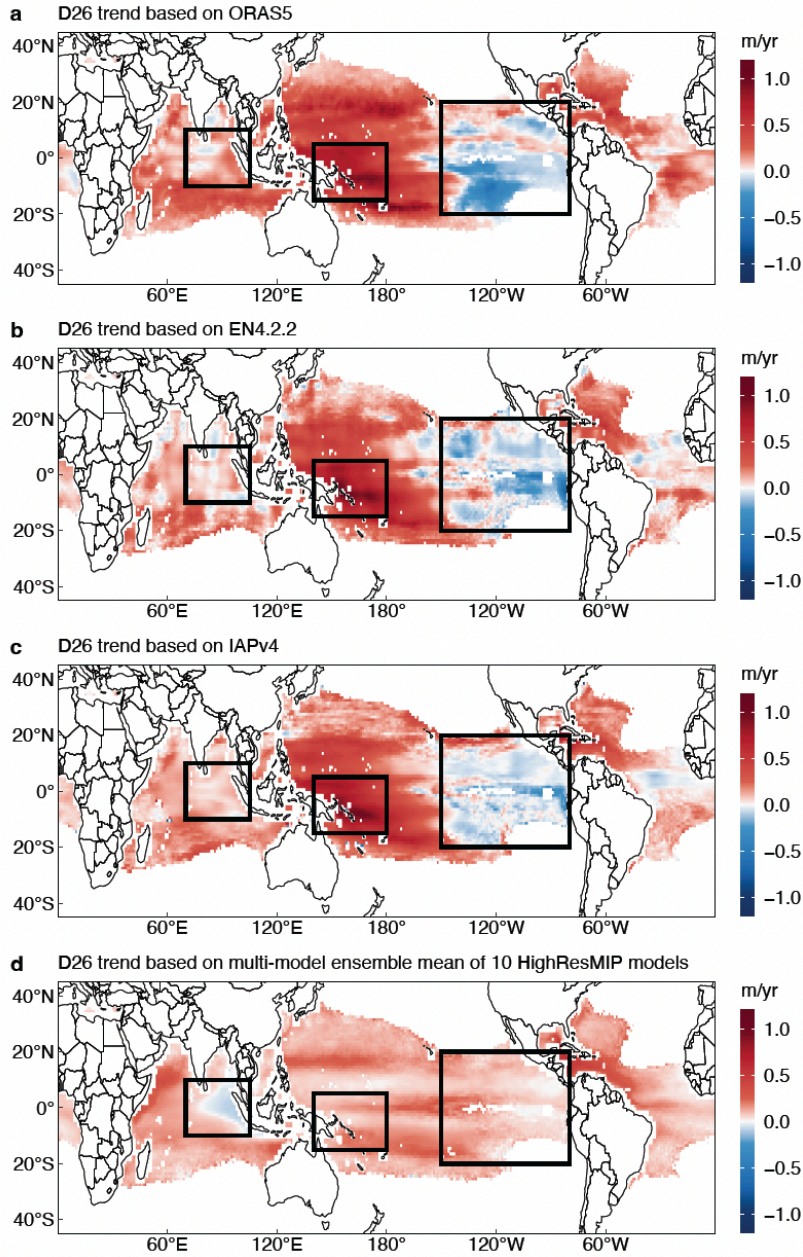 a D26 trend based on ORAS5
m/yr
40°N
20°N
0°
20°S
40°S
60°E 120°E 180° 120°W 60°W
1.0
0.5
0.0
−0.5
−1.0
b D26 trend based on EN4.2.2
m/yr
40°N
20°N
0°
20°S
40°S
60°E 120°E 180° 120°W 60°W
1.0
0.5
0.0
−0.5
−1.0
c D26 trend based on IAPv4
m/yr
40°N
20°N
0°
20°S
40°S
60°E 120°E 180° 120°W 60°W
1.0
0.5
0.0
−0.5
−1.0
d D26 trend based on multi-model ensemble mean of 10 HighResMIP models
m/yr
40°N
20°N
0°
20°S
40°S
60°E 120°E 180° 120°W 60°W
1.0
0.5
0.0
−0.5
−1.0